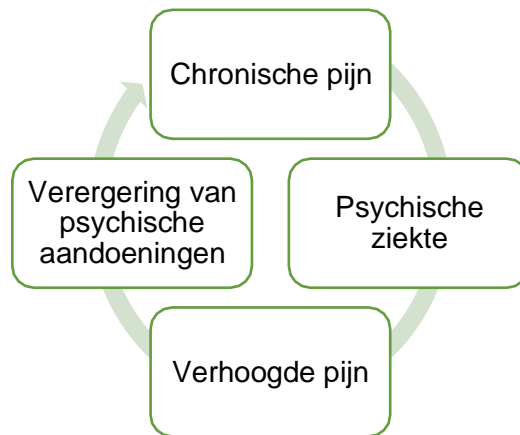 Chronische pijn
Psychische
ziekte
Verhoogde pijn
Verergering van
psychische
aandoeningen